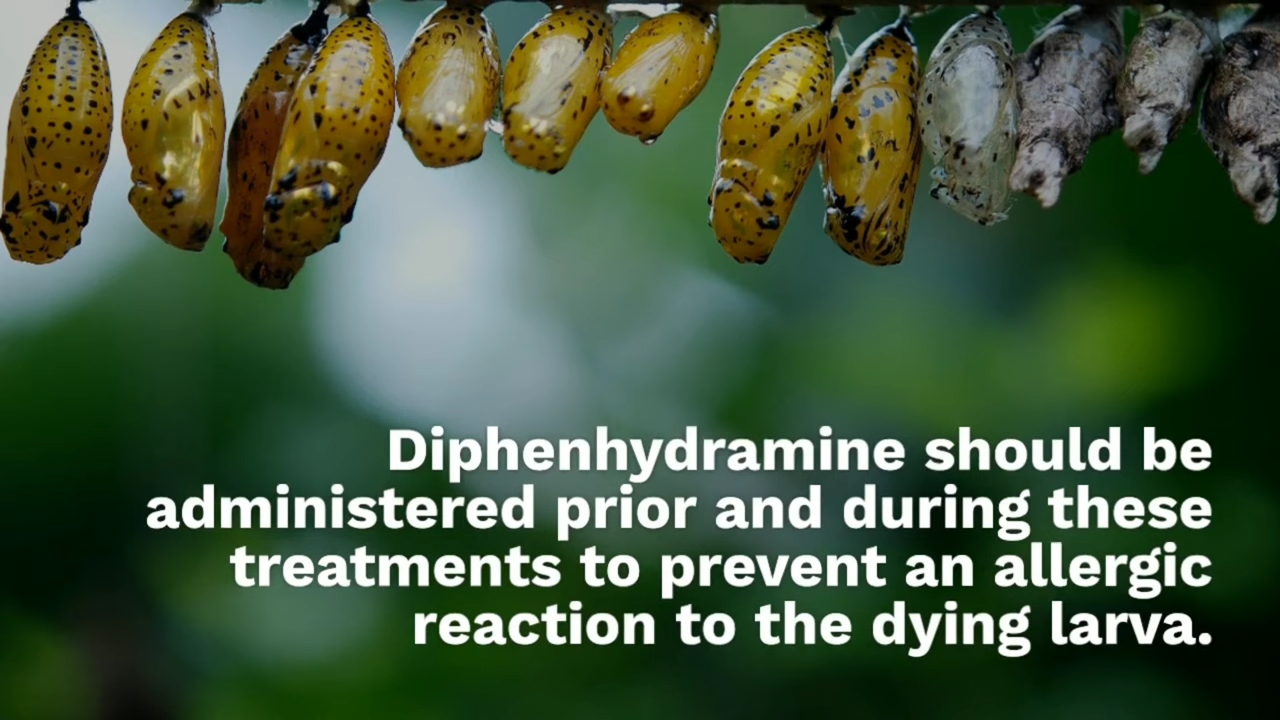 Diphenhydramine should be
administered prior and during these
treatments to prevent an allergic
reaction to the dying larva.